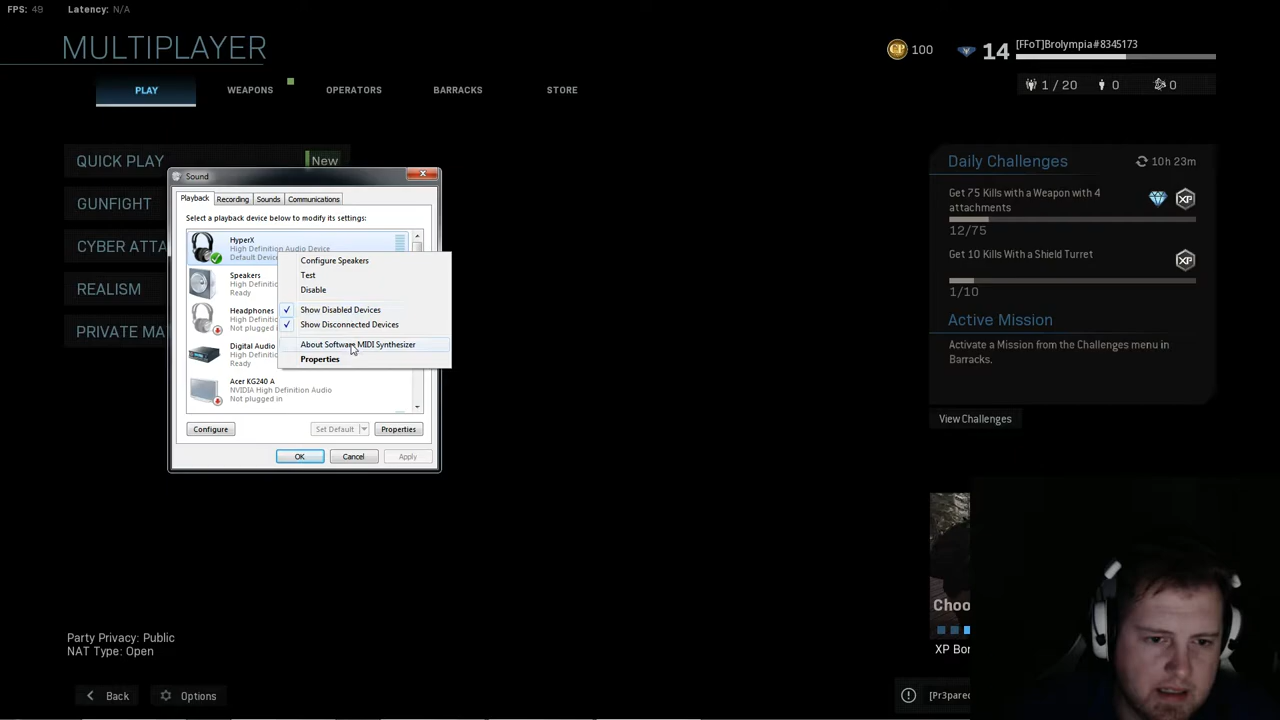 FPS: 49 Latency: N/A
MULTIPLAYER
100
14
[FFoT]Brolympia#8345173
1 / 20 0 0
PLAY
WEAPONS
OPERATORS
BARRACKS
STORE
QUICK PLAY
New
GUNFIGHT
CYBER ATTA
REALISM
PRIVATE MA
Sound
Playback Recording Sounds Communications
Select a playback device below to modify its settings:
HyperX
High Definition Audio Device
Default Devic
Speakers
High Definiti
Ready
Headphones
High Definiti
Not plugged in
Digital Audio
High Definiti
Ready
Acer KG240 A
NVIDIA High Definition Audio
Not plugged in
Configure Speakers
Test
Disable
Show Disabled Devices
Show Disconnected Devices
About Software MIDI Synthesizer
Properties
Configure Set Default Properties
OK Cancel Apply
Daily Challenges
10h 23m
Get 75 Kills with a Weapon with 4
attachments
XP
12/75
Get 10 Kills With a Shield Turret
XP
1/10
Active Mission
Activate a Mission from the Challenges menu in
Barracks.
View Challenges
Choo
XP Bor
Party Privacy: Public
NAT Type: Open
Back
Options
[Pr3pared